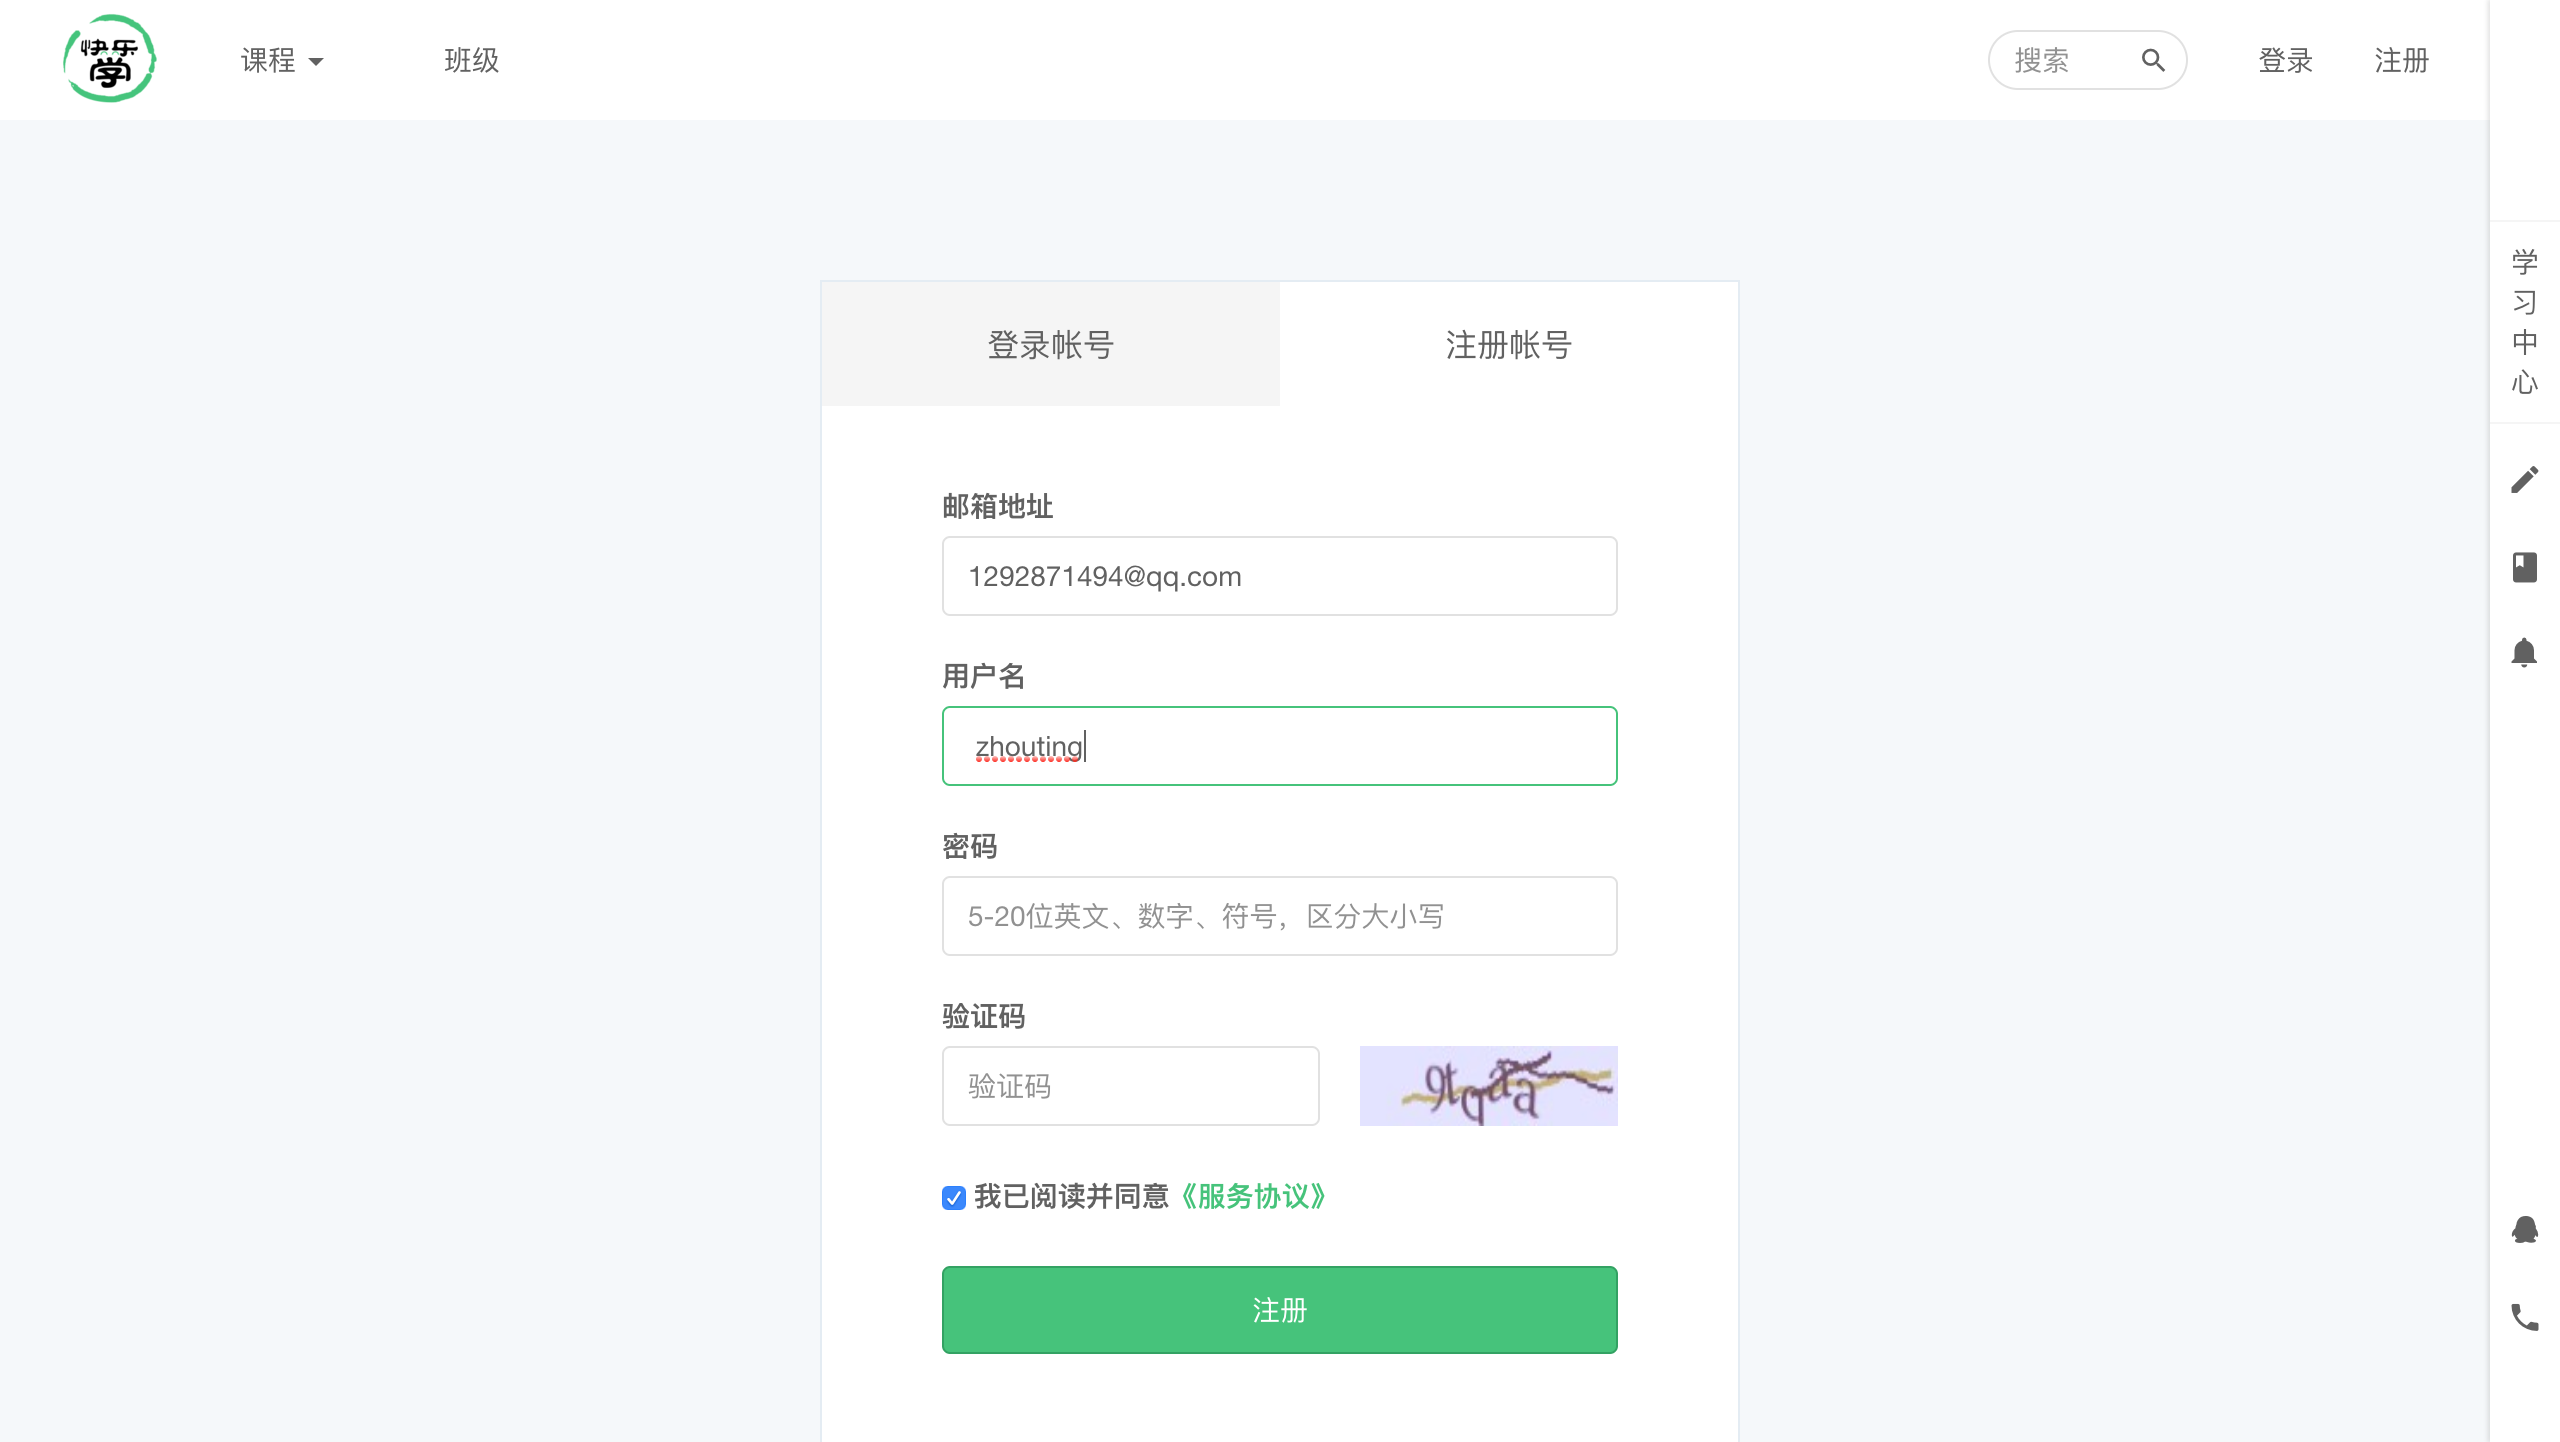 快乐
学
课程
班级
搜索
登录
注册
登录帐号
注册帐号
邮箱地址
1292871494@qq.com
用户名
zhouting
密码
5-20位英文、数字、符号，区分大小写
验证码
验证码
我已阅读并同意《服务协议》
注册
学
习
中
心